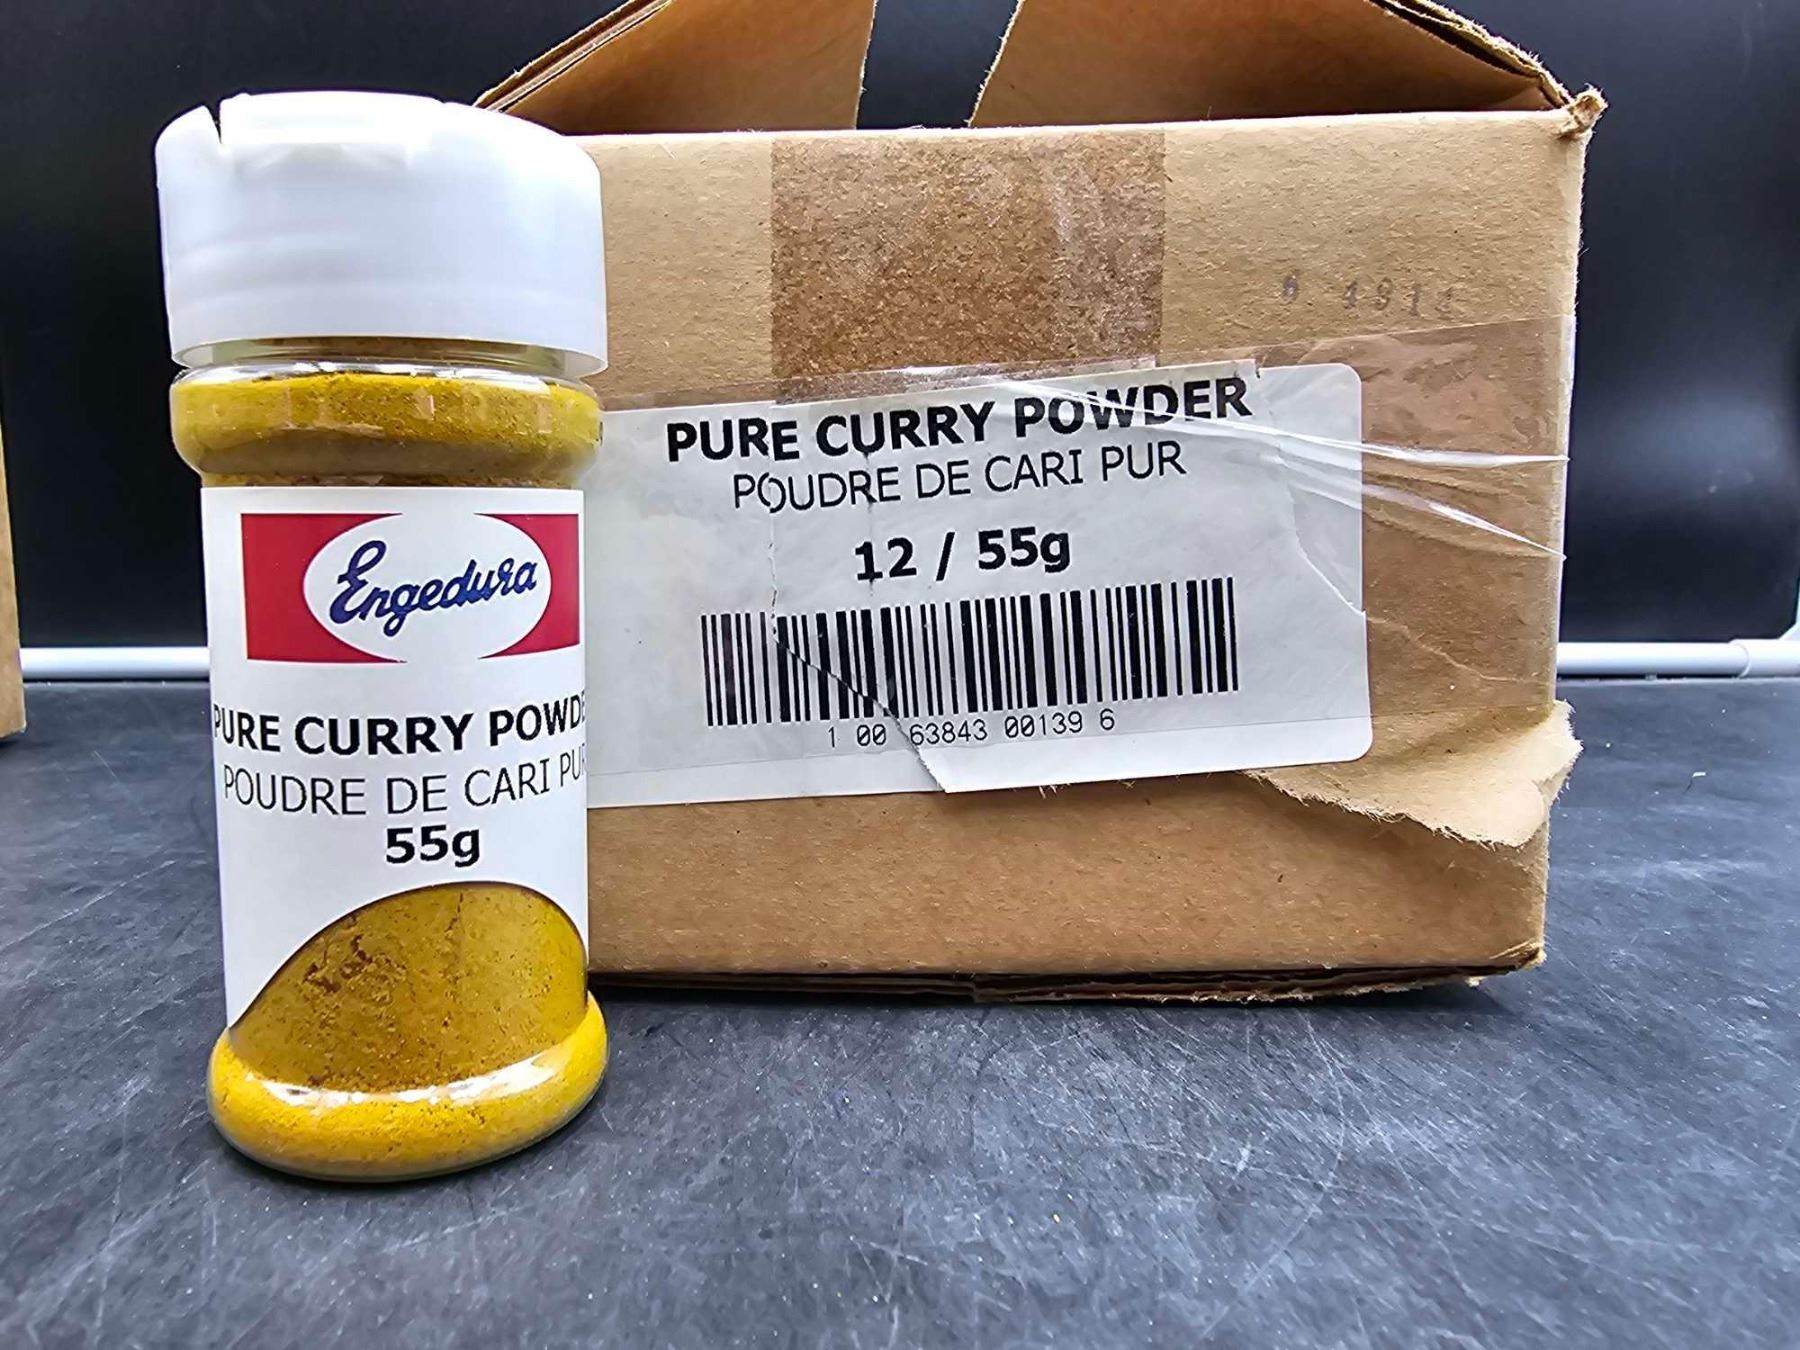 Engedura
PURE CURRY POWDE
POUDRE DE CARI PU
55g
PURE CURRY POWDER
POUDRE DE CARI PUR
12 / 55g
1 00 63843 00139 6